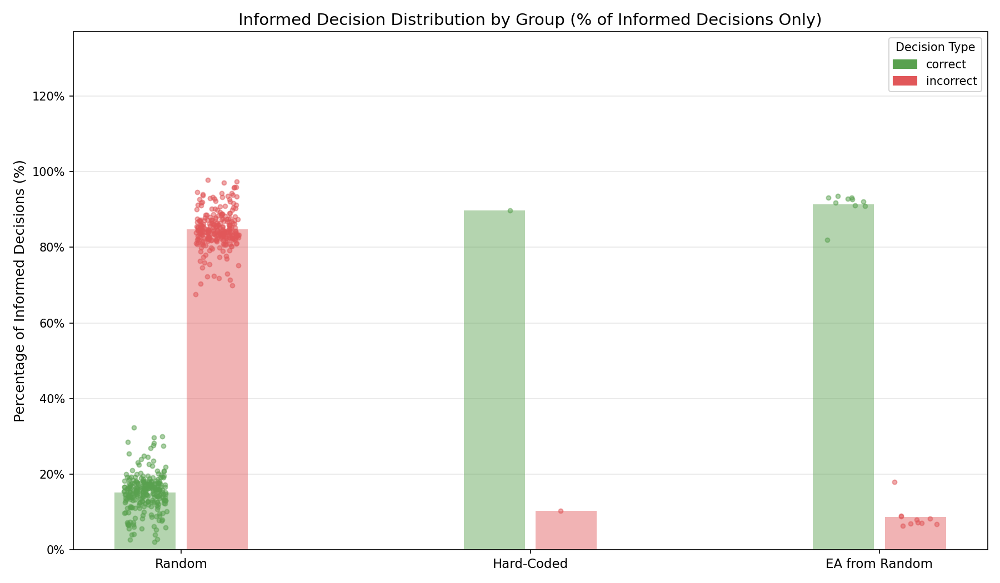 Informed Decision Distribution by Group (% of Informed Decisions Only)
Decision Type
correct
incorrect
Percentage of Informed Decisions (%)
120%
100%
80%
60%
40%
20%
0%
Random
Hard-Coded
EA from Random